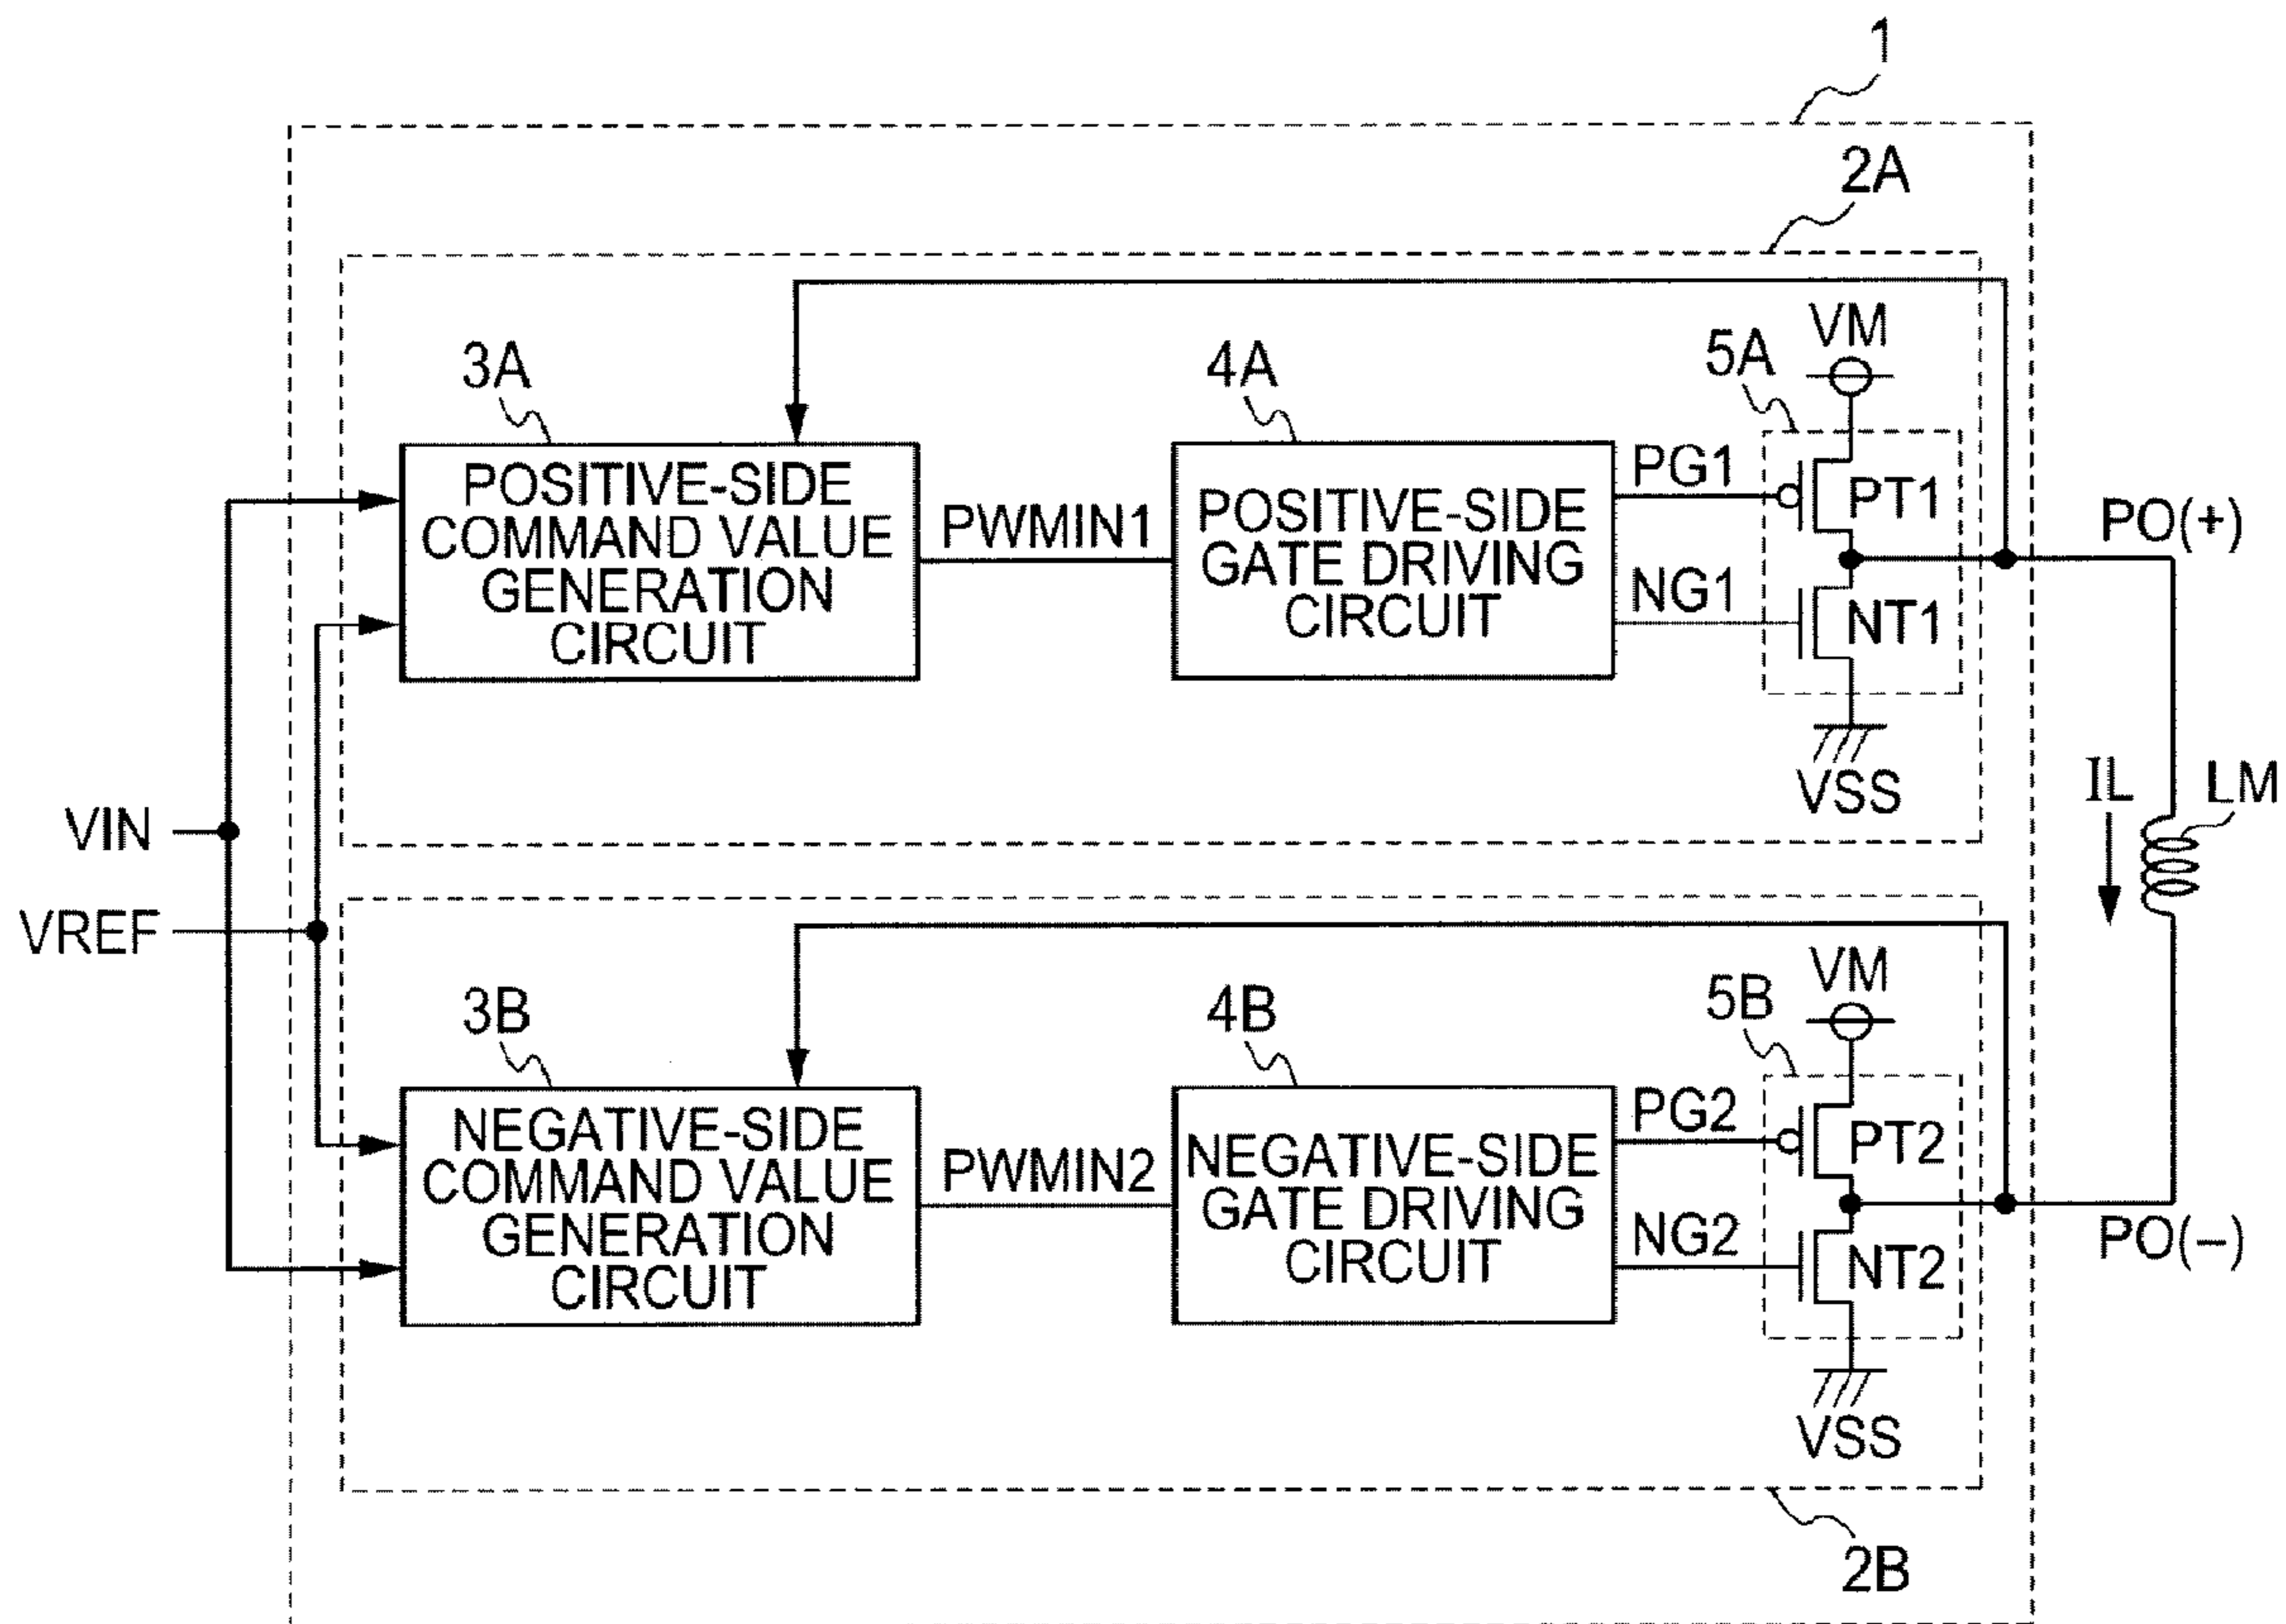 1
2A
VM
3A
4A
5A
POSITIVE-SIDE
COMMAND VALUE
GENERATION
CIRCUIT
PWMIN1
POSITIVE-SIDE
GATE DRIVING
CIRCUIT
PG1
NG1
PT1
NT1
PO(+)
VSS
IL
LM
VIN
VREF
VM
3B
4B
5B
NEGATIVE-SIDE
COMMAND VALUE
GENERATION
CIRCUIT
PWMIN2
NEGATIVE-SIDE
GATE DRIVING
CIRCUIT
PG2
NG2
PT2
NT2
PO(–)
VSS
2B